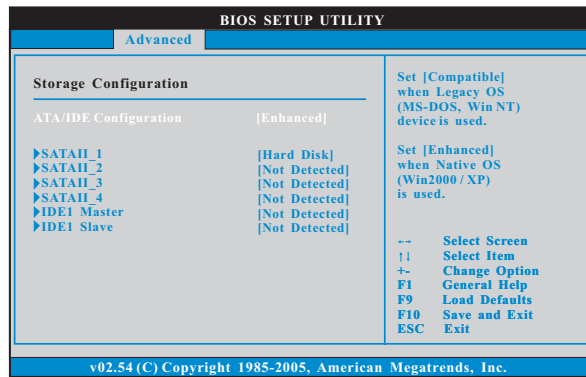 BIOS SETUP UTILITY
Advanced
Storage Configuration
ATA/IDE Configuration [Enhanced]
SATAII_1 [Hard Disk]
SATAII_2 [Not Detected]
SATAII_3 [Not Detected]
SATAII_4 [Not Detected]
IDE1 Master [Not Detected]
IDE1 Slave [Not Detected]
Set [Compatible]
when Legacy OS
(MS-DOS, Win NT)
device is used.
Set [Enhanced]
when Native OS
(Win2000 / XP)
is used.
↔ Select Screen
↑↓ Select Item
+- Change Option
F1 General Help
F9 Load Defaults
F10 Save and Exit
ESC Exit
v02.54 (C) Copyright 1985-2005, American Megatrends, Inc.